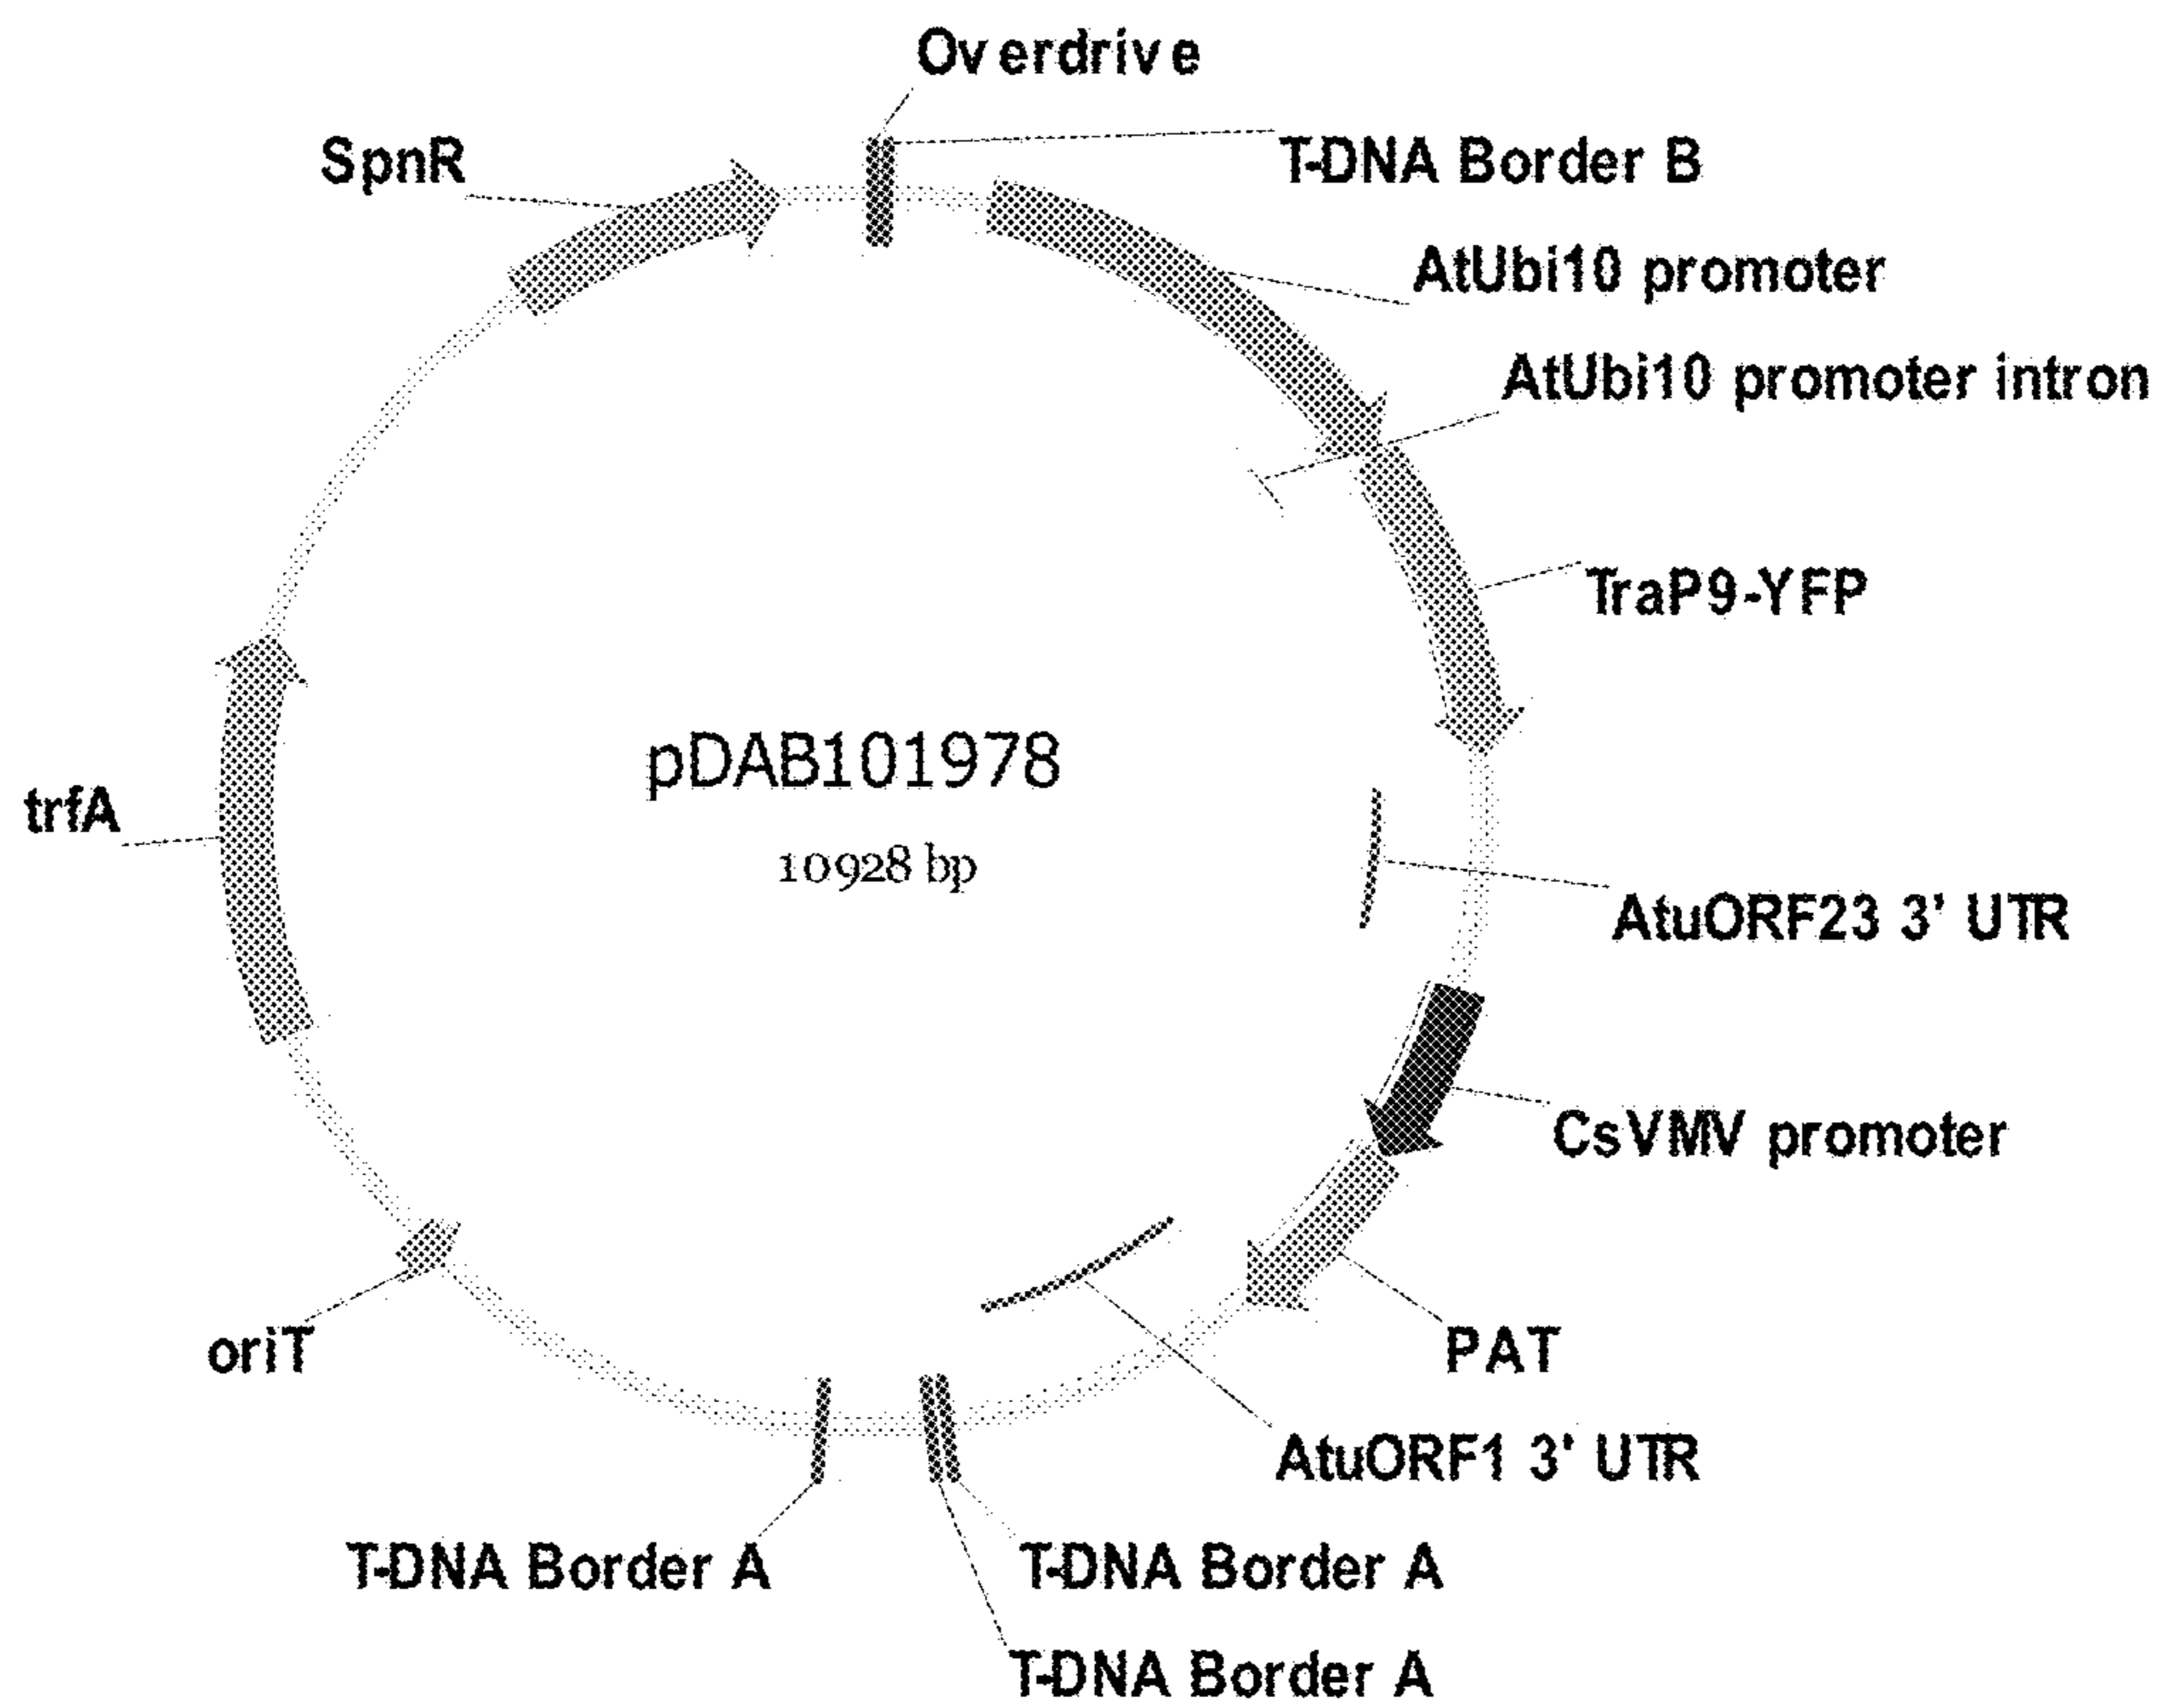 Overdrive
SpnR
T-DNA Border B
AtUbi10 promoter
AtUbi10 promoter intron
TraP9-YFP
pDAB101978
trfA
10928 bp
AtuORF23 3' UTR
CsVMV promoter
oriT
PAT
AtuORF1 3' UTR
T-DNA Border A
T-DNA Border A
T-DNA Border A